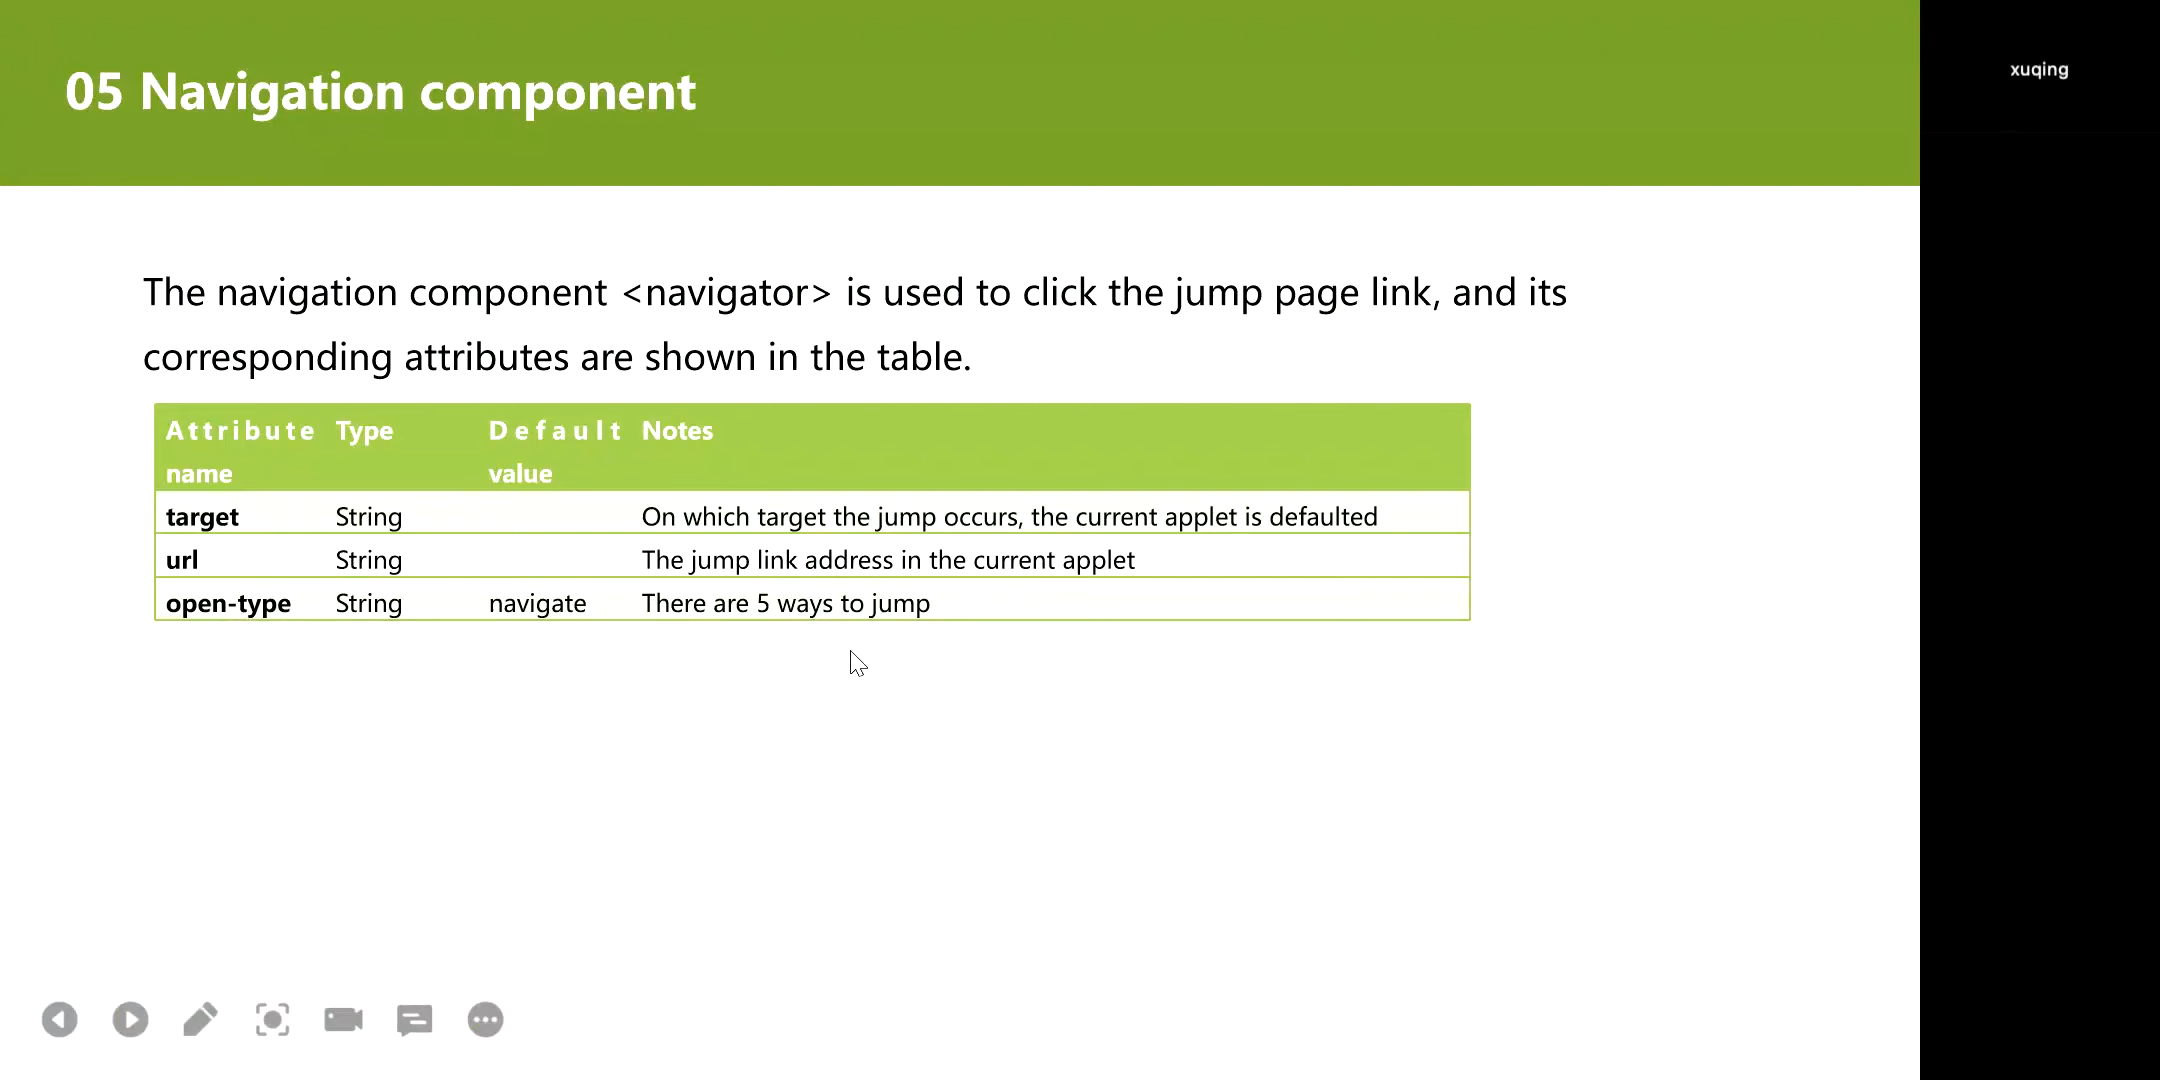 05 Navigation component
xuqing
The navigation component <navigator> is used to click the jump page link, and its
corresponding attributes are shown in the table.
Attribute Type Default Notes
name value
target String On which target the jump occurs, the current applet is defaulted
url String The jump link address in the current applet
open-type String navigate There are 5 ways to jump